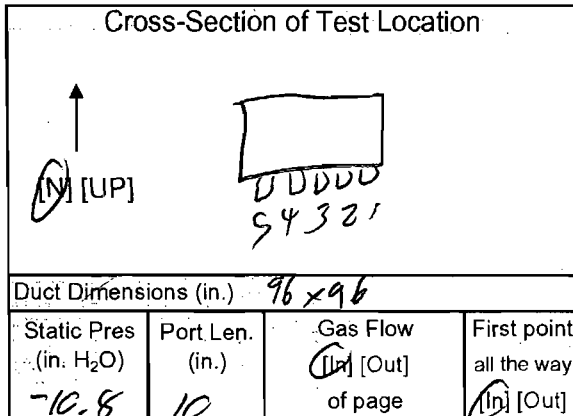 Cross-Section of Test Location
[N] [UP]
5 4 3 2 1
Duct Dimensions (in.) 96 x 96
Static Pres (in. H₂O) -10.8
Port Len. (in.) 10
Gas Flow [In] [Out] of page
First point all the way [In] [Out]